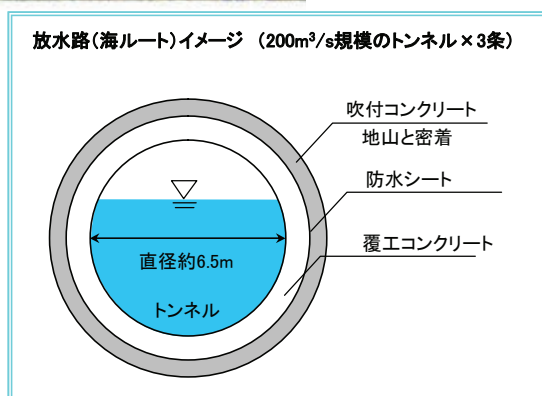 放水路(海ルート)イメージ (200m³/s規模のトンネル×3条)
吹付コンクリート
地山と密着
防水シート
覆工コンクリート
直径約6.5m
トンネル